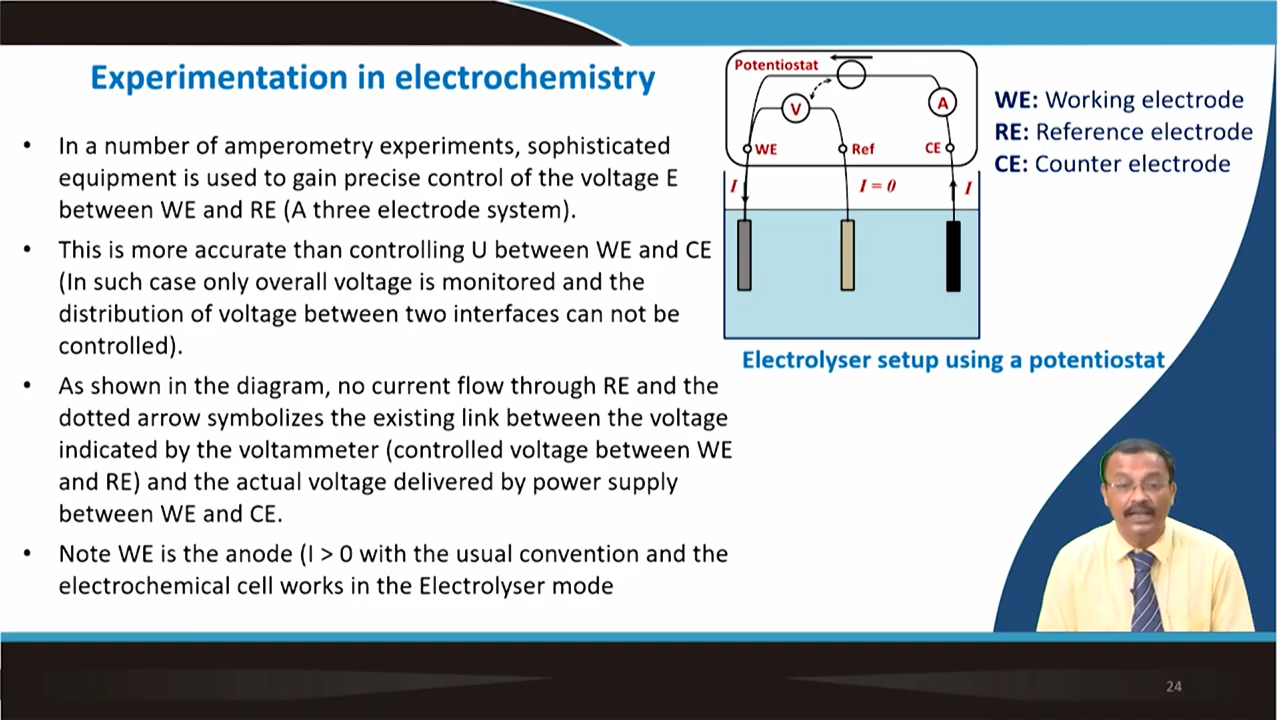 Experimentation in electrochemistry
• In a number of amperometry experiments, sophisticated
equipment is used to gain precise control of the voltage E
between WE and RE (A three electrode system).
• This is more accurate than controlling U between WE and CE
(In such case only overall voltage is monitored and the
distribution of voltage between two interfaces can not be
controlled).
• As shown in the diagram, no current flow through RE and the
dotted arrow symbolizes the existing link between the voltage
indicated by the voltammeter (controlled voltage between WE
and RE) and the actual voltage delivered by power supply
between WE and CE.
• Note WE is the anode (I > 0 with the usual convention and the
electrochemical cell works in the Electrolyser mode
Potentiostat
V
A
WE
Ref
CE
I
I = 0
I
Electrolyser setup using a potentiostat
WE: Working electrode
RE: Reference electrode
CE: Counter electrode
24